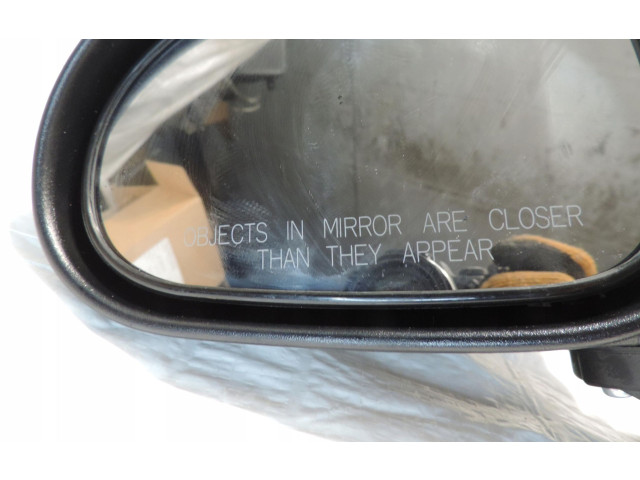 OBJECTS IN MIRROR ARE CLOSER
THAN THEY APPEAR